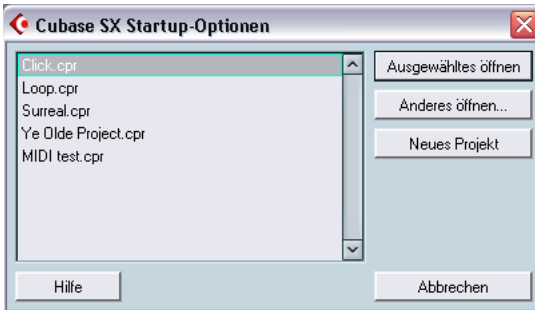 Cubase SX Startup-Optionen
Click.cpr
Loop.cpr
Surreal.cpr
Ye Olde Project.cpr
MIDI test.cpr
Ausgewähltes öffnen
Anderes öffnen...
Neues Projekt
Hilfe
Abbrechen